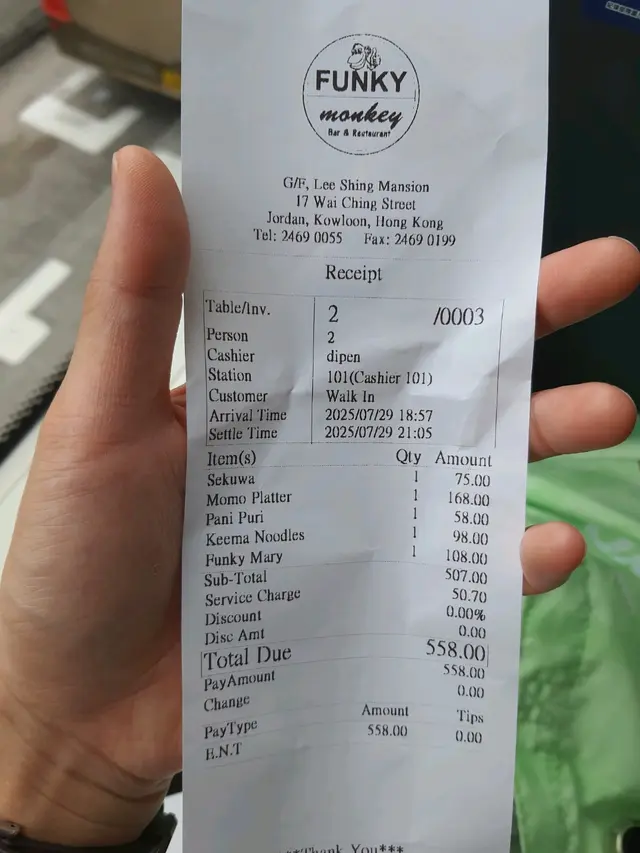 FUNKY
monkey
Bar & Restaurant
G/F, Lee Shing Mansion
17 Wai Ching Street
Jordan, Kowloon, Hong Kong
Tel: 2469 0055 Fax: 2469 0199
Receipt
Table/Inv. 2 /0003
Person 2
Cashier dipen
Station 101(Cashier 101)
Customer Walk In
Arrival Time 2025/07/29 18:57
Settle Time 2025/07/29 21:05
Item(s) Qty Amount
Sekuwa 1 75.00
Momo Platter 1 168.00
Pani Puri 1 58.00
Keema Noodles 1 98.00
Funky Mary 1 108.00
Sub-Total 507.00
Service Charge 50.70
Discount 0.00%
Disc Amt 0.00
Total Due 558.00
PayAmount 558.00
Change 0.00
PayType Amount Tips
E.N.T 558.00 0.00
**Thank You***